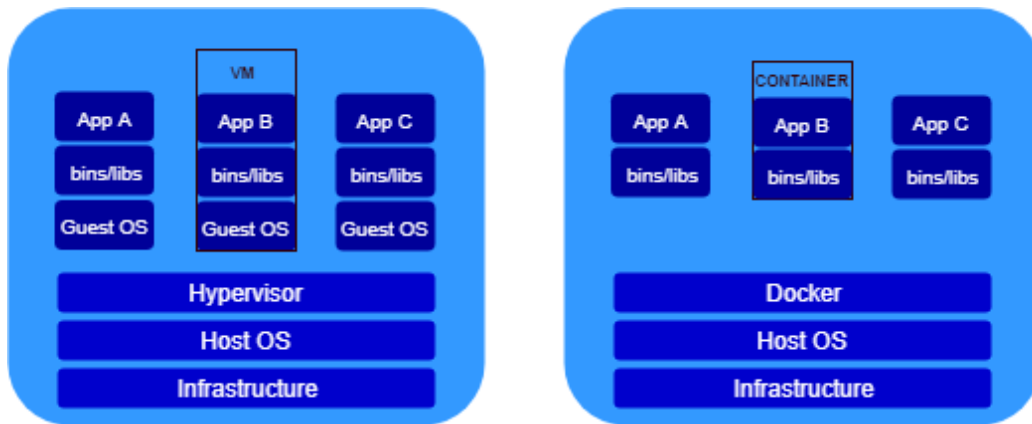 VM
App A
App B
App C
bins/libs
bins/libs
bins/libs
Guest OS
Guest OS
Guest OS
Hypervisor
Host OS
Infrastructure
CONTAINER
App A
App B
App C
bins/libs
bins/libs
bins/libs
Docker
Host OS
Infrastructure